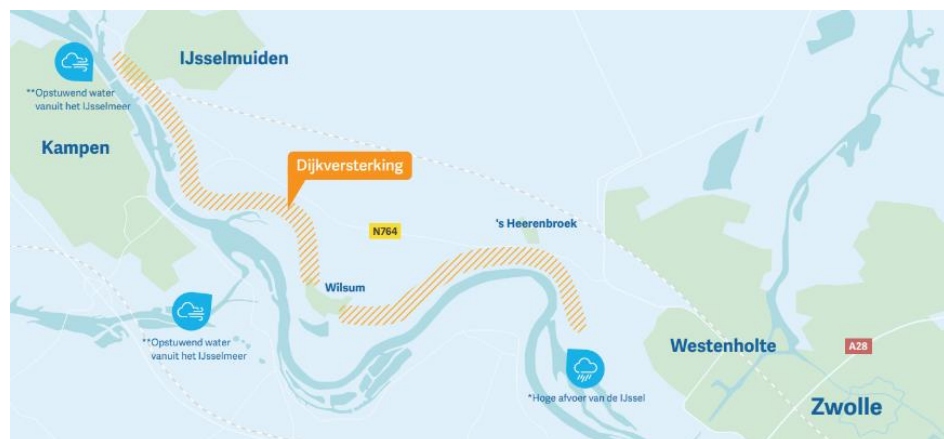 IJsselmuiden
**Opstuwend water
vanuit het IJsselmeer
Kampen
Dijkversterking
's Heerenbroek
N764
Wilsum
**Opstuwend water
vanuit het IJsselmeer
Westenholte
A28
*Hoge afvoer van de IJssel
Zwolle